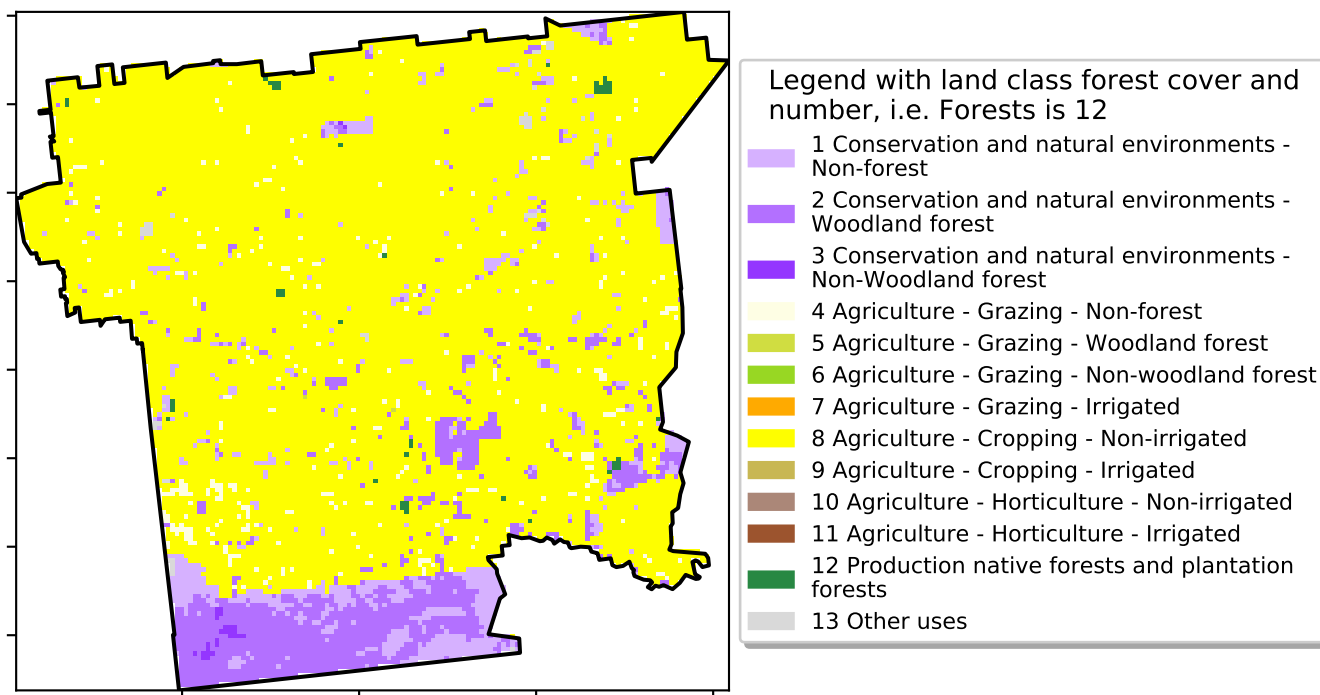 Legend with land class forest cover and
number, i.e. Forests is 12
1 Conservation and natural environments -
Non-forest
2 Conservation and natural environments -
Woodland forest
3 Conservation and natural environments -
Non-Woodland forest
4 Agriculture - Grazing - Non-forest
5 Agriculture - Grazing - Woodland forest
6 Agriculture - Grazing - Non-woodland forest
7 Agriculture - Grazing - Irrigated
8 Agriculture - Cropping - Non-irrigated
9 Agriculture - Cropping - Irrigated
10 Agriculture - Horticulture - Non-irrigated
11 Agriculture - Horticulture - Irrigated
12 Production native forests and plantation
forests
13 Other uses